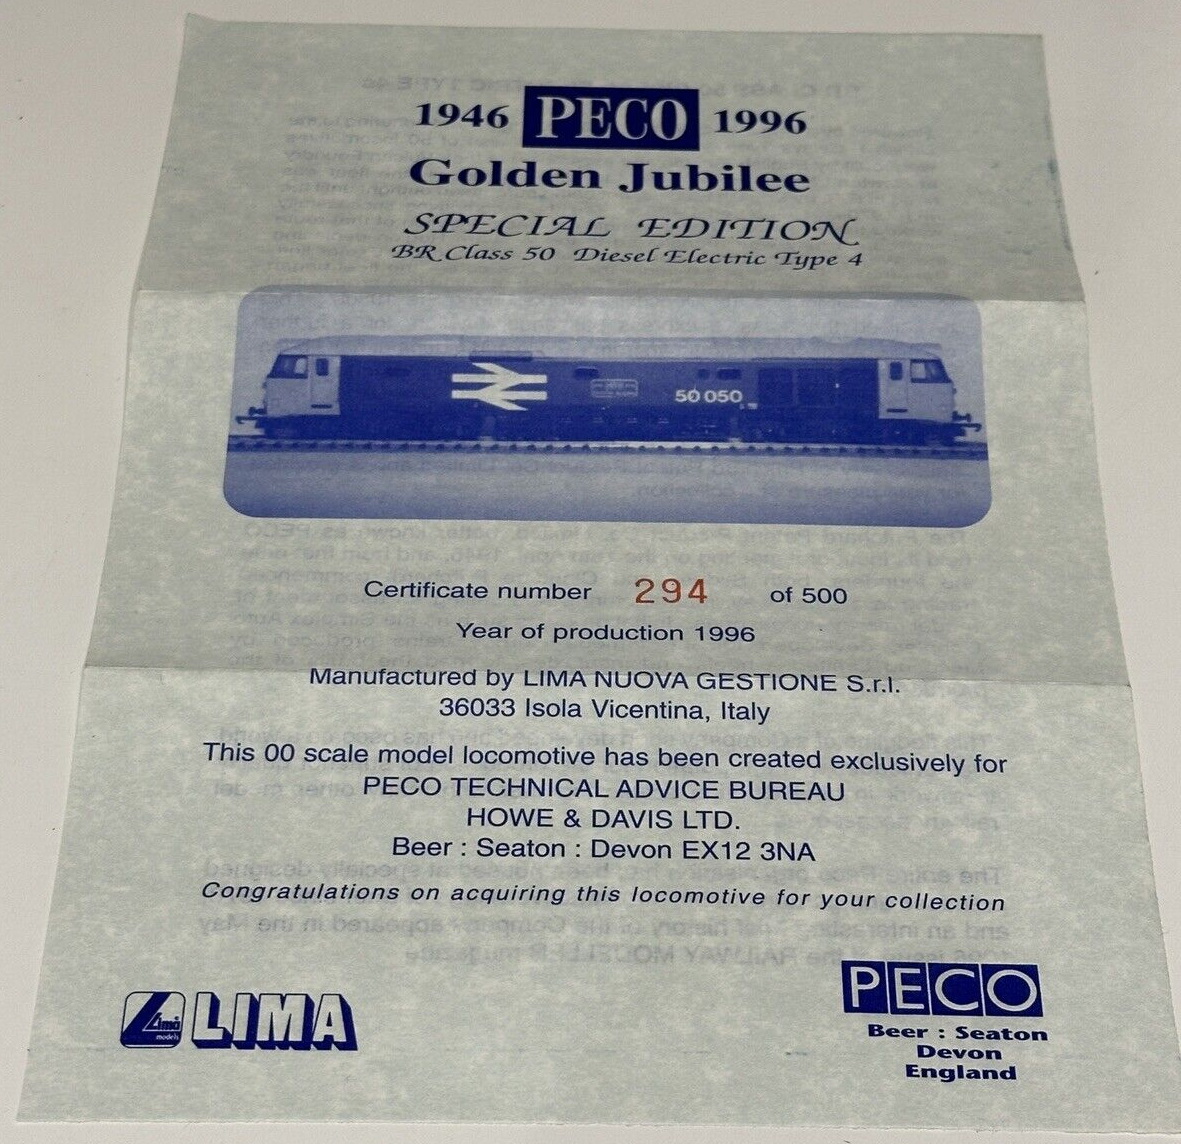 1946 PECO 1996
Golden Jubilee
SPECIAL EDITION
BR Class 50 Diesel Electric Type 4
50 050
Certificate number 294 of 500
Year of production 1996
Manufactured by LIMA NUOVA GESTIONE S.r.l.
36033 Isola Vicentina, Italy
This 00 scale model locomotive has been created exclusively for
PECO TECHNICAL ADVICE BUREAU
HOWE & DAVIS LTD.
Beer : Seaton : Devon EX12 3NA
Congratulations on acquiring this locomotive for your collection
Lima models LIMA
PECO
Beer : Seaton
Devon
England